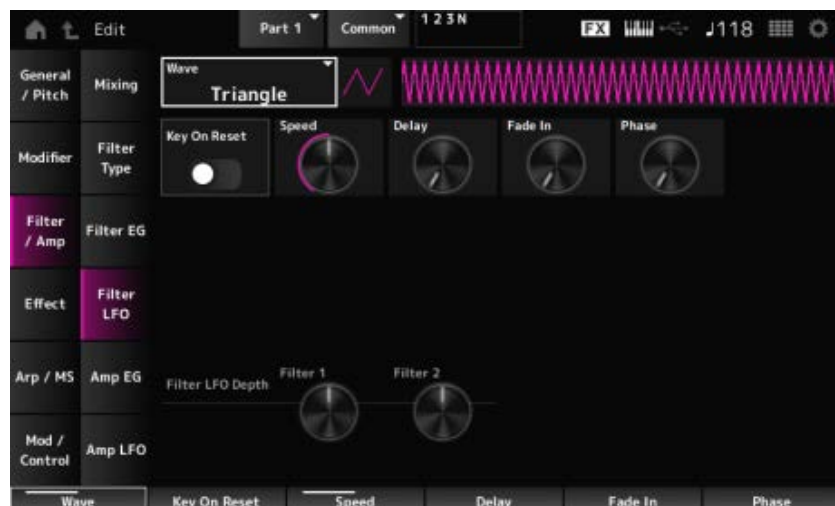 Edit
Part 1
Common
1 2 3 N
FX
♩118
General / Pitch
Modifier
Filter / Amp
Effect
Arp / MS
Mod / Control
Mixing
Filter Type
Filter EG
Filter LFO
Amp EG
Amp LFO
Wave
Triangle
Key On Reset
Speed
Delay
Fade In
Phase
Filter LFO Depth
Filter 1
Filter 2
Wave
Key On Reset
Speed
Delay
Fade In
Phase